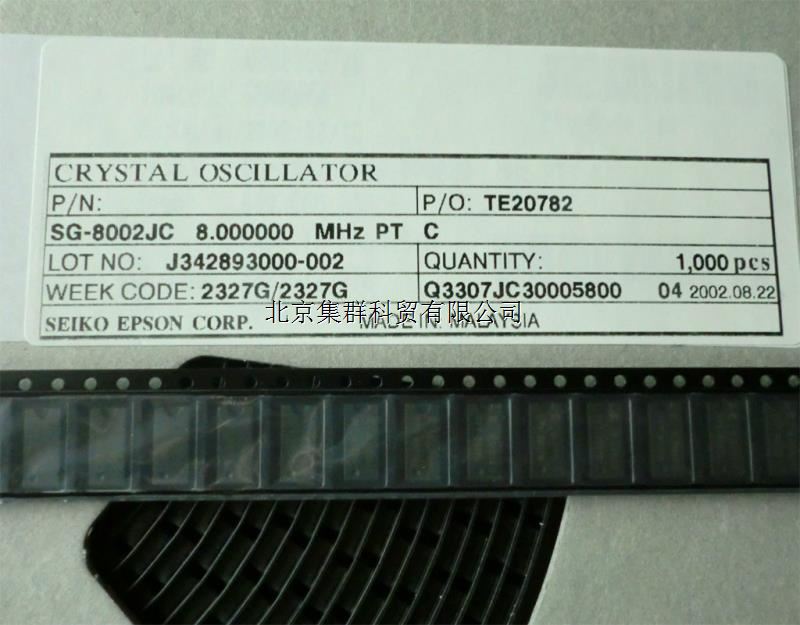 CRYSTAL OSCILLATOR
P/N: P/O: TE20782
SG-8002JC 8.000000 MHz PT C
LOT NO: J342893000-002 QUANTITY: 1,000 pcs
WEEK CODE: 2327G/2327G Q3307JC30005800 04 2002.08.22
SEIKO EPSON CORP. MADE IN MALAYSIA
北京集群科贸有限公司